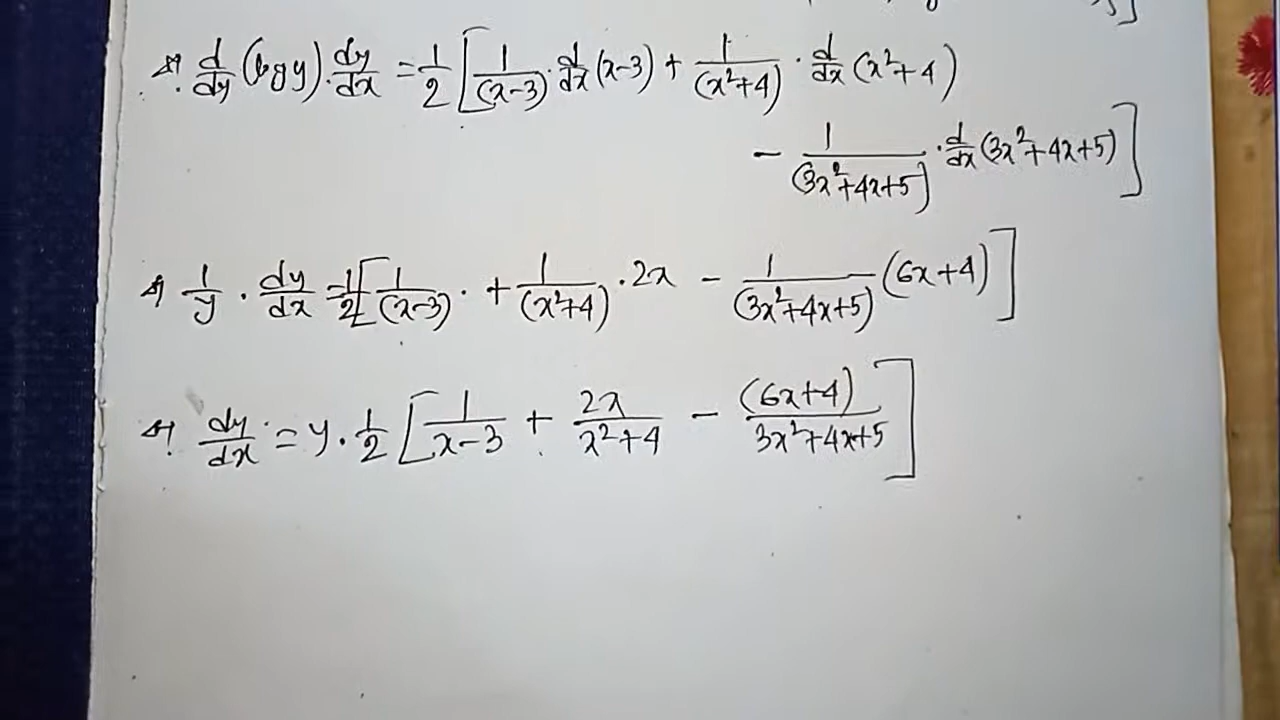 ⇒ d/dy (log y) · dy/dx = 1/2 [ 1/(x-3) · d/dx (x-3) + 1/(x²+4) · d/dx (x²+4)
- 1/(3x²+4x+5) · d/dx (3x²+4x+5) ]
⇒ 1/y · dy/dx = 1/2 [ 1/(x-3) · + 1/(x²+4) · 2x - 1/(3x²+4x+5) (6x+4) ]
⇒ dy/dx = y · 1/2 [ 1/x-3 + 2x/x²+4 - (6x+4)/3x²+4x+5 ]